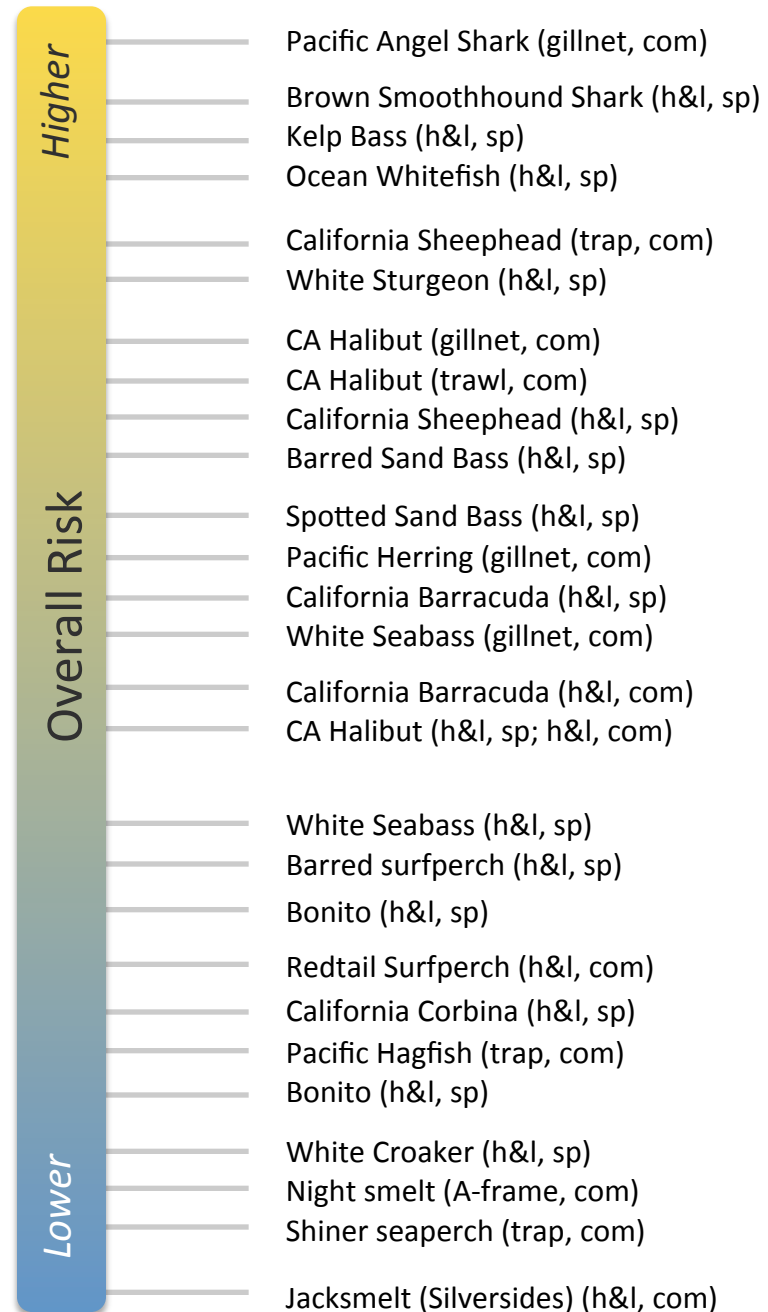 Higher
Overall Risk
Lower
Pacific Angel Shark (gillnet, com)
Brown Smoothhound Shark (h&l, sp)
Kelp Bass (h&l, sp)
Ocean Whitefish (h&l, sp)
California Sheephead (trap, com)
White Sturgeon (h&l, sp)
CA Halibut (gillnet, com)
CA Halibut (trawl, com)
California Sheephead (h&l, sp)
Barred Sand Bass (h&l, sp)
Spotted Sand Bass (h&l, sp)
Pacific Herring (gillnet, com)
California Barracuda (h&l, sp)
White Seabass (gillnet, com)
California Barracuda (h&l, com)
CA Halibut (h&l, sp; h&l, com)
White Seabass (h&l, sp)
Barred surfperch (h&l, sp)
Bonito (h&l, sp)
Redtail Surfperch (h&l, com)
California Corbina (h&l, sp)
Pacific Hagfish (trap, com)
Bonito (h&l, sp)
White Croaker (h&l, sp)
Night smelt (A-frame, com)
Shiner seaperch (trap, com)
Jacksmelt (Silversides) (h&l, com)